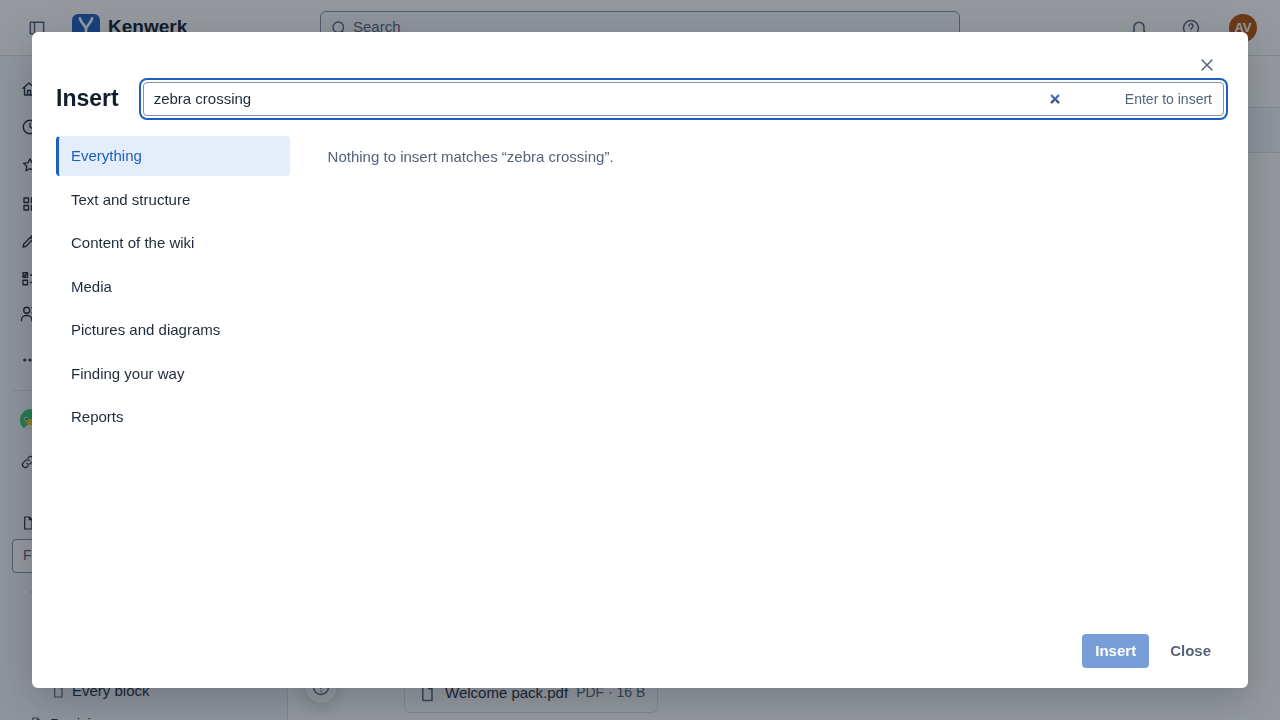 Kenwerk
Search
AV
Insert
zebra crossing
Enter to insert
Everything
Nothing to insert matches “zebra crossing”.
Text and structure
Content of the wiki
Media
Pictures and diagrams
Finding your way
Reports
F
Insert
Close
Every block
Welcome pack.pdf PDF · 16 B